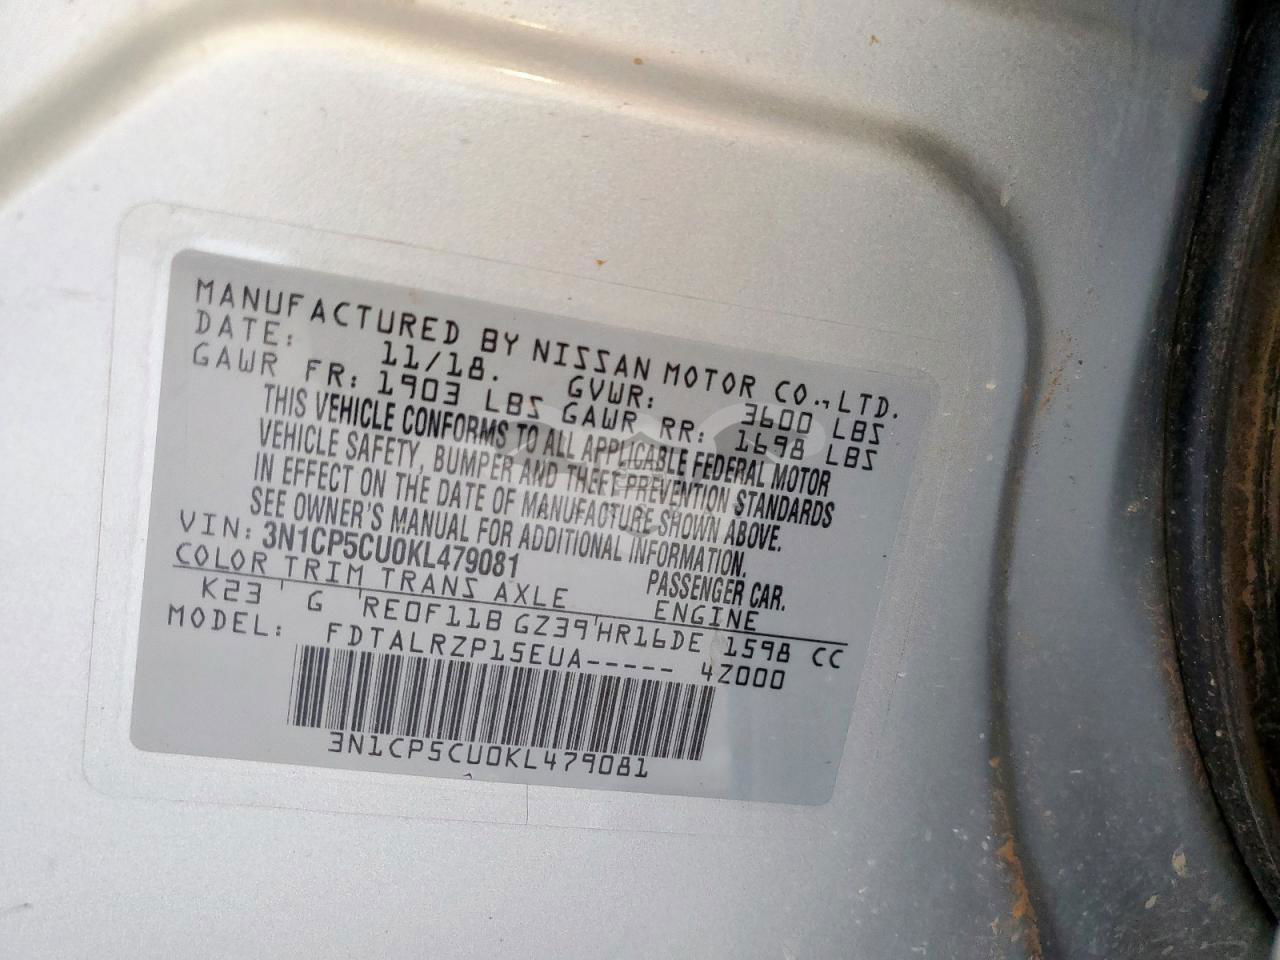 MANUFACTURED BY NISSAN MOTOR CO., LTD.
DATE: 11/18. GVWR: 3600 LBS
GAWR FR: 1903 LBS GAWR RR: 1698 LBS
THIS VEHICLE CONFORMS TO ALL APPLICABLE FEDERAL MOTOR
VEHICLE SAFETY, BUMPER AND THEFT PREVENTION STANDARDS
IN EFFECT ON THE DATE OF MANUFACTURE SHOWN ABOVE.
SEE OWNER'S MANUAL FOR ADDITIONAL INFORMATION.
VIN: 3N1CP5CU0KL479081 PASSENGER CAR.
COLOR TRIM TRANS AXLE ENGINE
K23 G RE0F11B GZ39 HR16DE 1598 CC
MODEL: FDTALRZP15EUA----- 4Z000
3N1CP5CU0KL479081